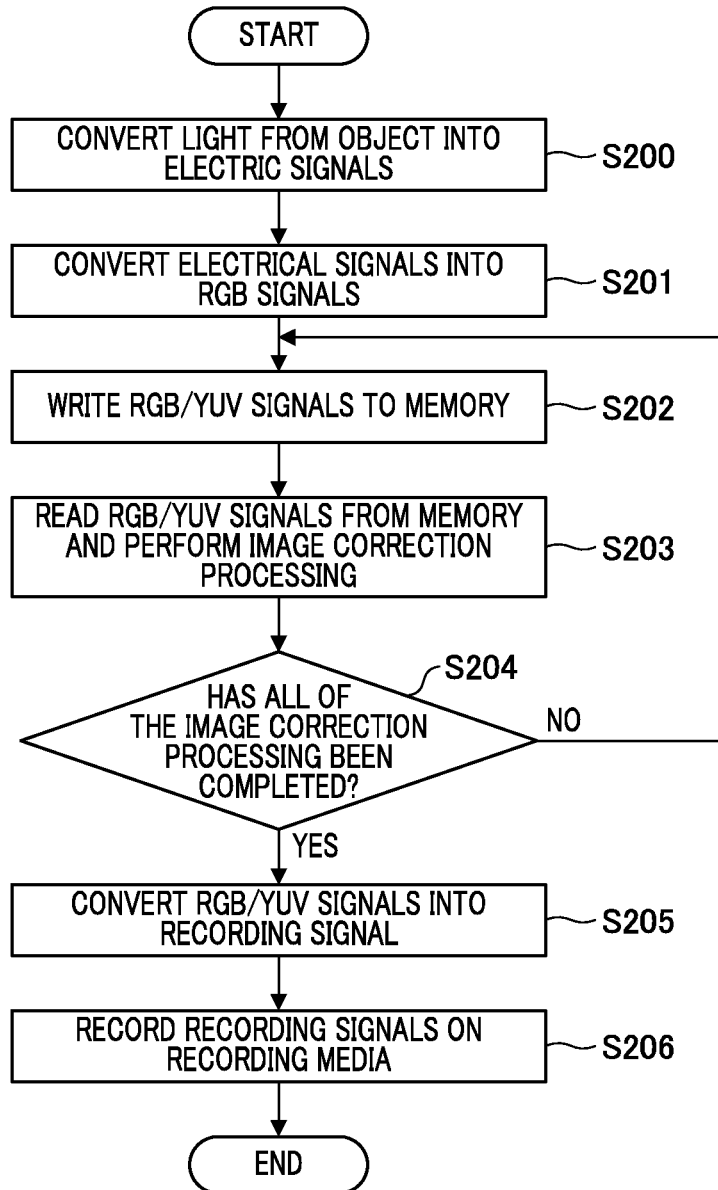 START
CONVERT LIGHT FROM OBJECT INTO
ELECTRIC SIGNALS
S200
CONVERT ELECTRICAL SIGNALS INTO
RGB SIGNALS
S201
WRITE RGB/YUV SIGNALS TO MEMORY
S202
READ RGB/YUV SIGNALS FROM MEMORY
AND PERFORM IMAGE CORRECTION
PROCESSING
S203
S204
HAS ALL OF
THE IMAGE CORRECTION
PROCESSING BEEN
COMPLETED?
NO
YES
CONVERT RGB/YUV SIGNALS INTO
RECORDING SIGNAL
S205
RECORD RECORDING SIGNALS ON
RECORDING MEDIA
S206
END